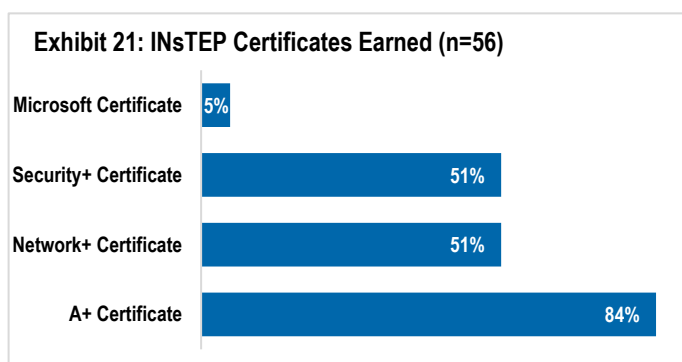 Exhibit 21: INsTEP Certificates Earned (n=56)
Microsoft Certificate 5%
Security+ Certificate 51%
Network+ Certificate 51%
A+ Certificate 84%